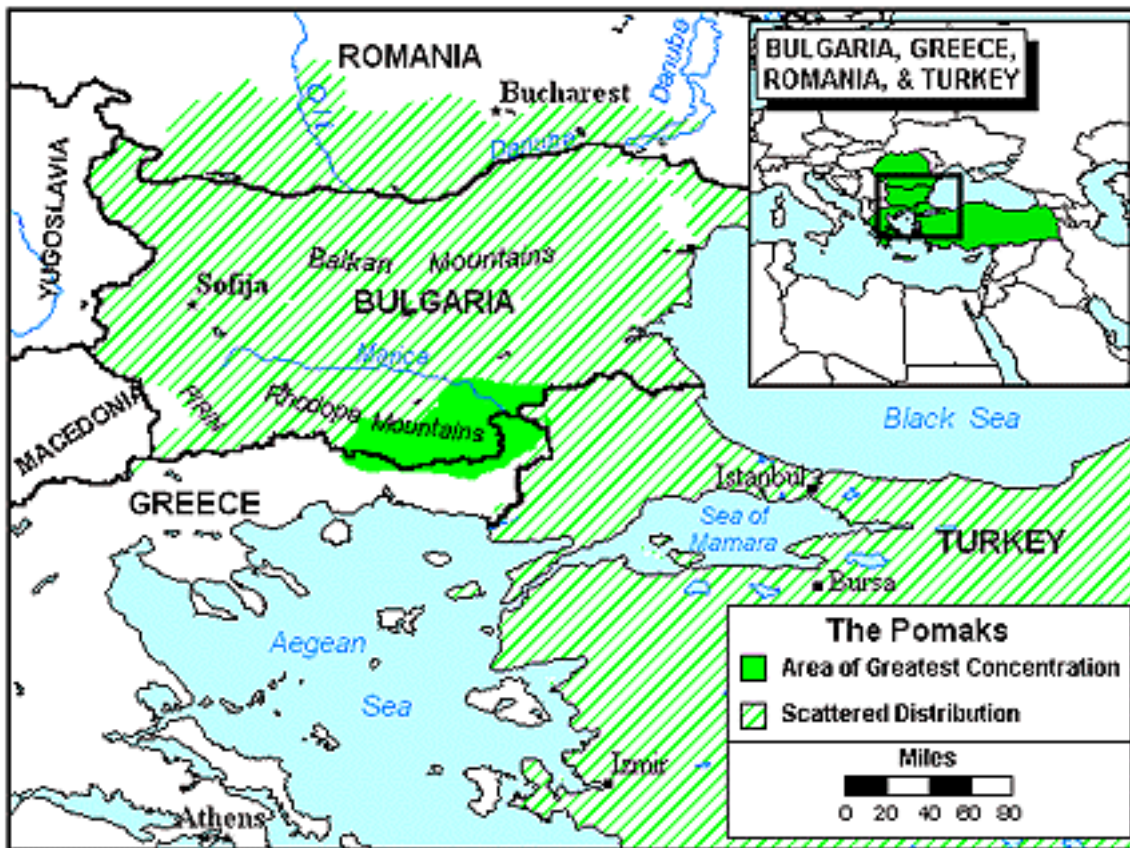 ROMANIA
Olt
Bucharest
Danube
Danube
BULGARIA, GREECE,
ROMANIA, & TURKEY
YUGOSLAVIA
Balkan Mountains
Sofija
BULGARIA
Marica
Rhodope Mountains
PIRIM
MACEDONIA
GREECE
Black Sea
Istanbul
Sea of
Mamara
TURKEY
Bursa
Aegean
Sea
Izmir
Athens
The Pomaks
Area of Greatest Concentration
Scattered Distribution
Miles
0 20 40 60 80